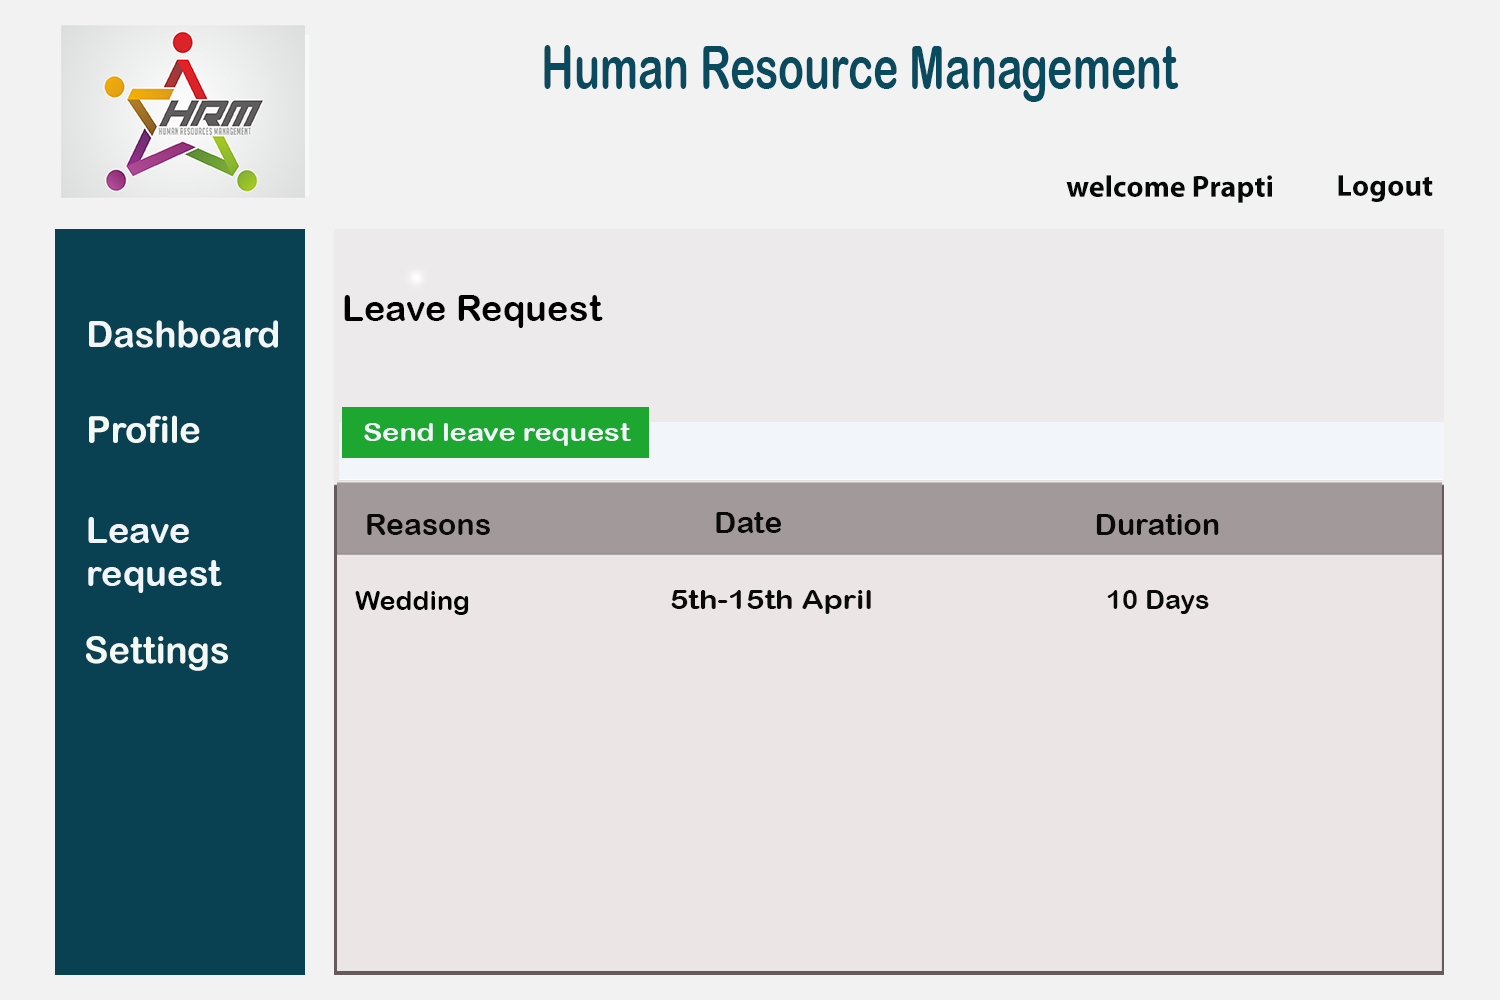 HRM
HUMAN RESOURCES MANAGEMENT
Human Resource Management
welcome Prapti
Logout
Dashboard
Profile
Leave
request
Settings
Leave Request
Send leave request
Reasons Date Duration
Wedding 5th-15th April 10 Days